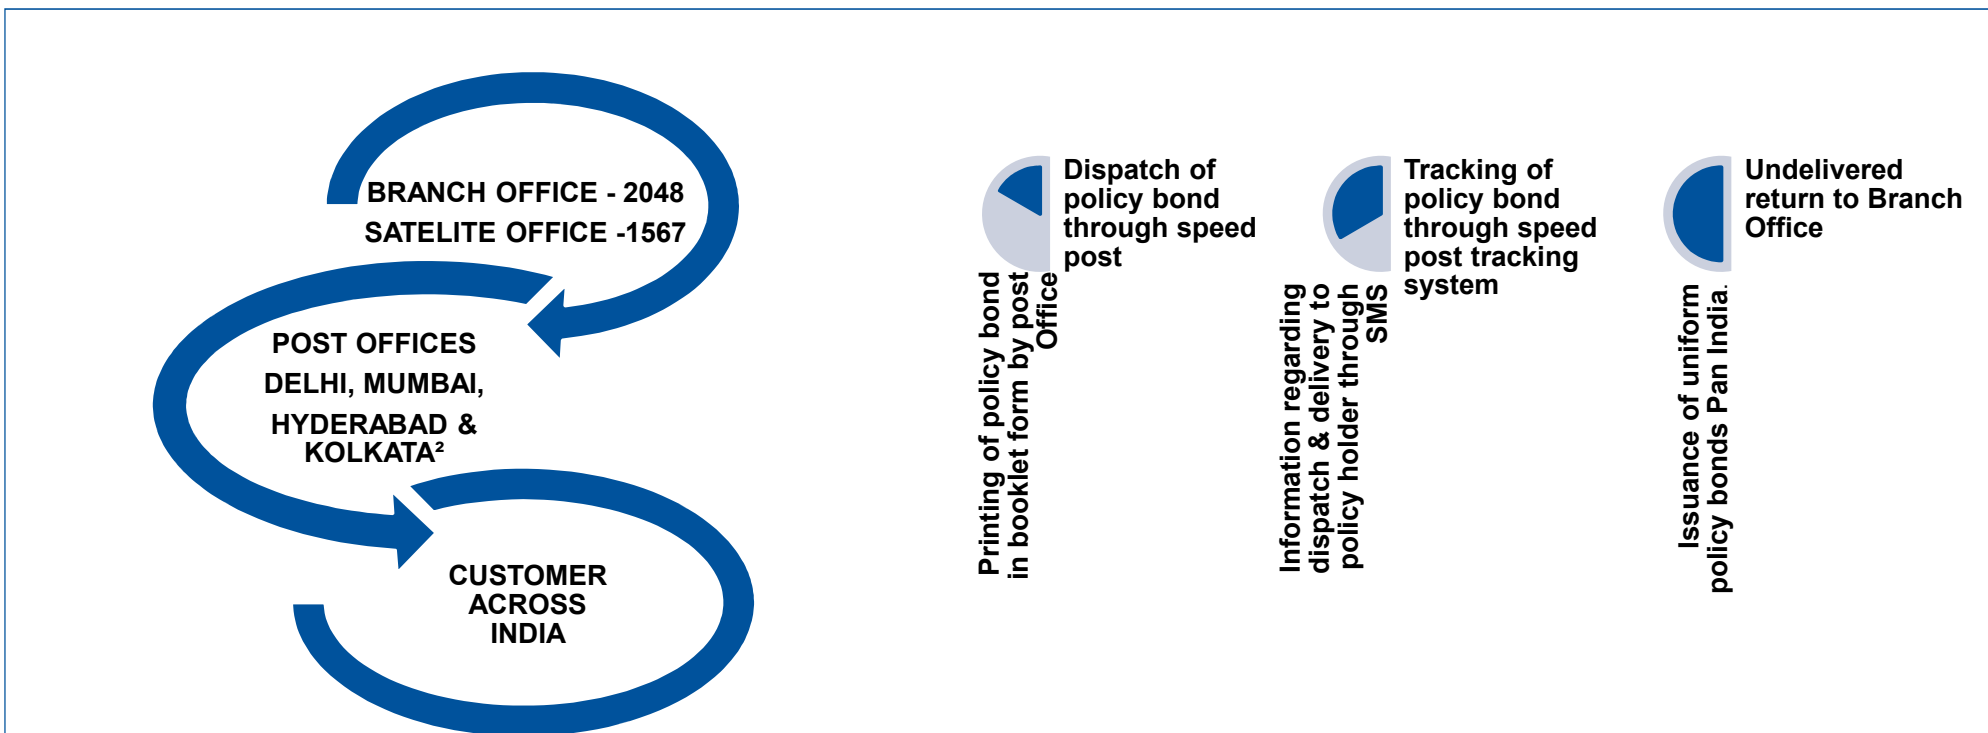 BRANCH OFFICE - 2048
SATELITE OFFICE -1567
POST OFFICES
DELHI, MUMBAI,
HYDERABAD &
KOLKATA²
CUSTOMER
ACROSS
INDIA
Dispatch of
policy bond
through speed
post
Printing of policy bond
in booklet form by post
Office
Tracking of
policy bond
through speed
post tracking
system
Information regarding
dispatch & delivery to
policy holder through
SMS
Undelivered
return to Branch
Office
Issuance of uniform
policy bonds Pan India.